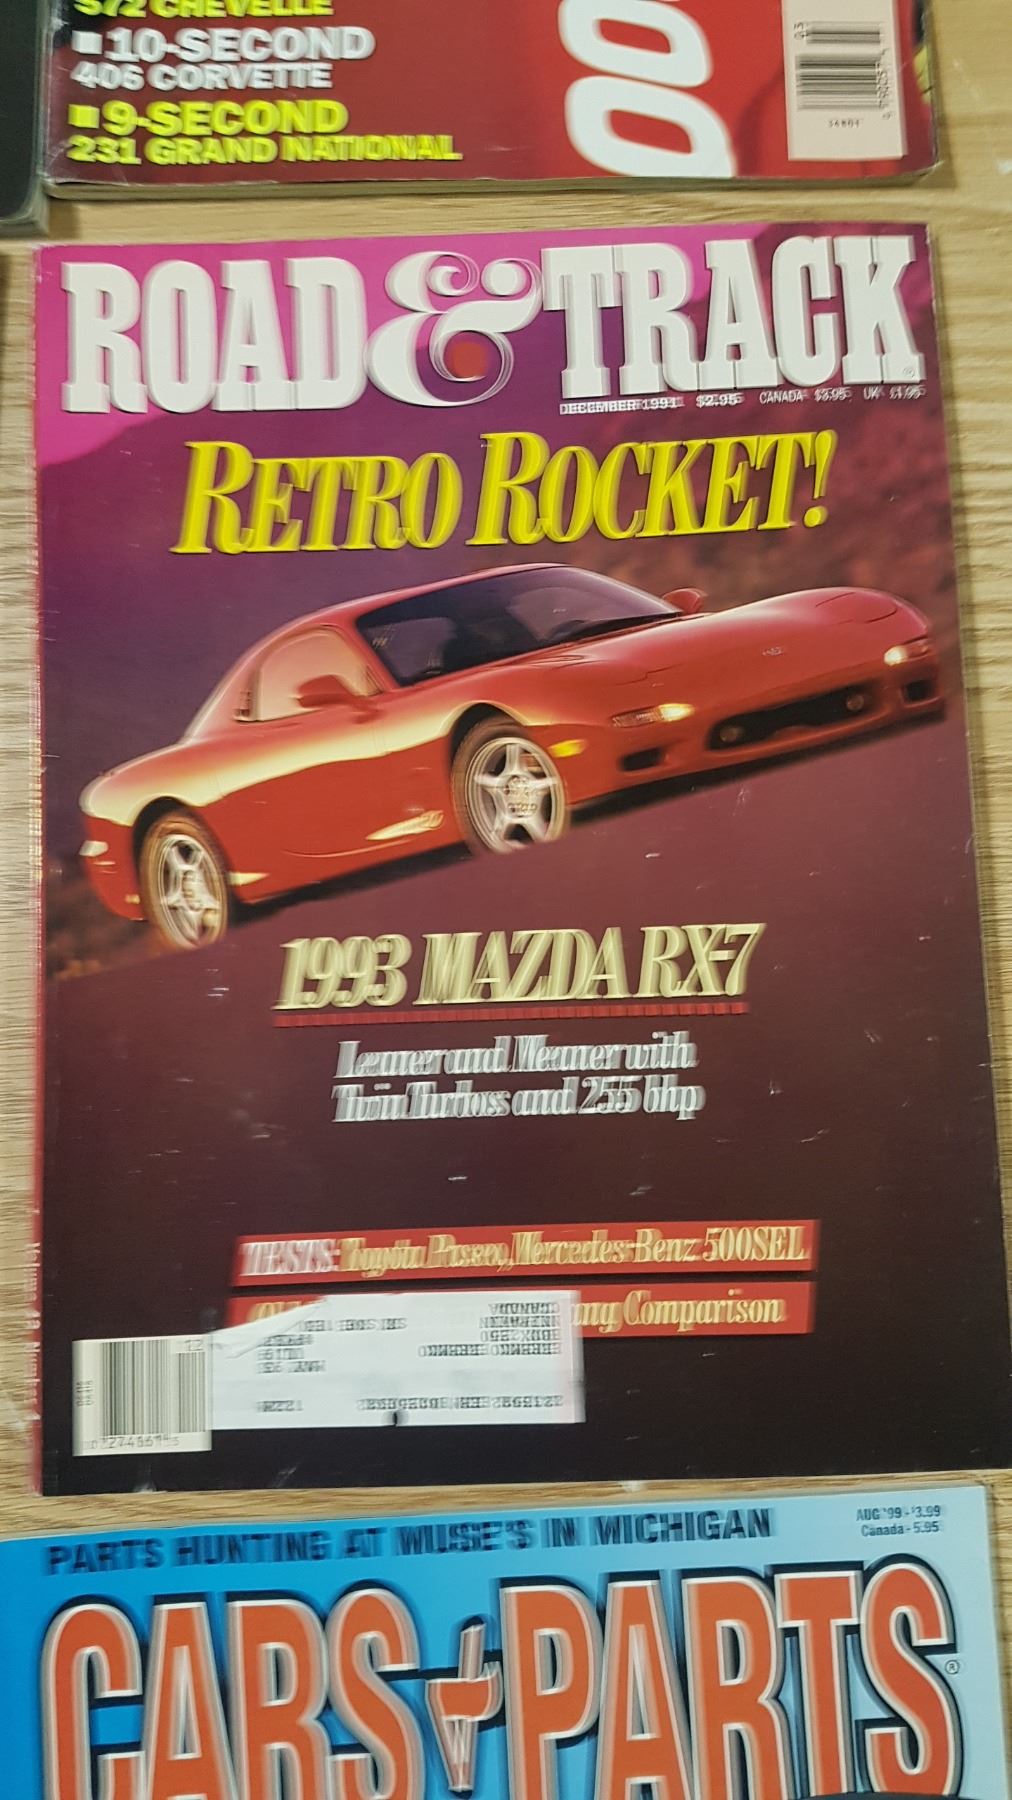 572 CHEVELLE
10-SECOND
406 CORVETTE
9-SECOND
231 GRAND NATIONAL
ROAD & TRACK
DECEMBER 1991 $2.95 CANADA $3.95 UK £1.95
RETRO ROCKET!
1993 MAZDA RX-7
Leaner and Meaner with
Twin Turbos and 255 bhp
TESTS: Toyota Paseo, Mercedes-Benz 500SEL
Comparison
12
PARTS HUNTING AT WUSE'S IN MICHIGAN
AUG '99 - $3.99
Canada - 5.95
CARS & PARTS